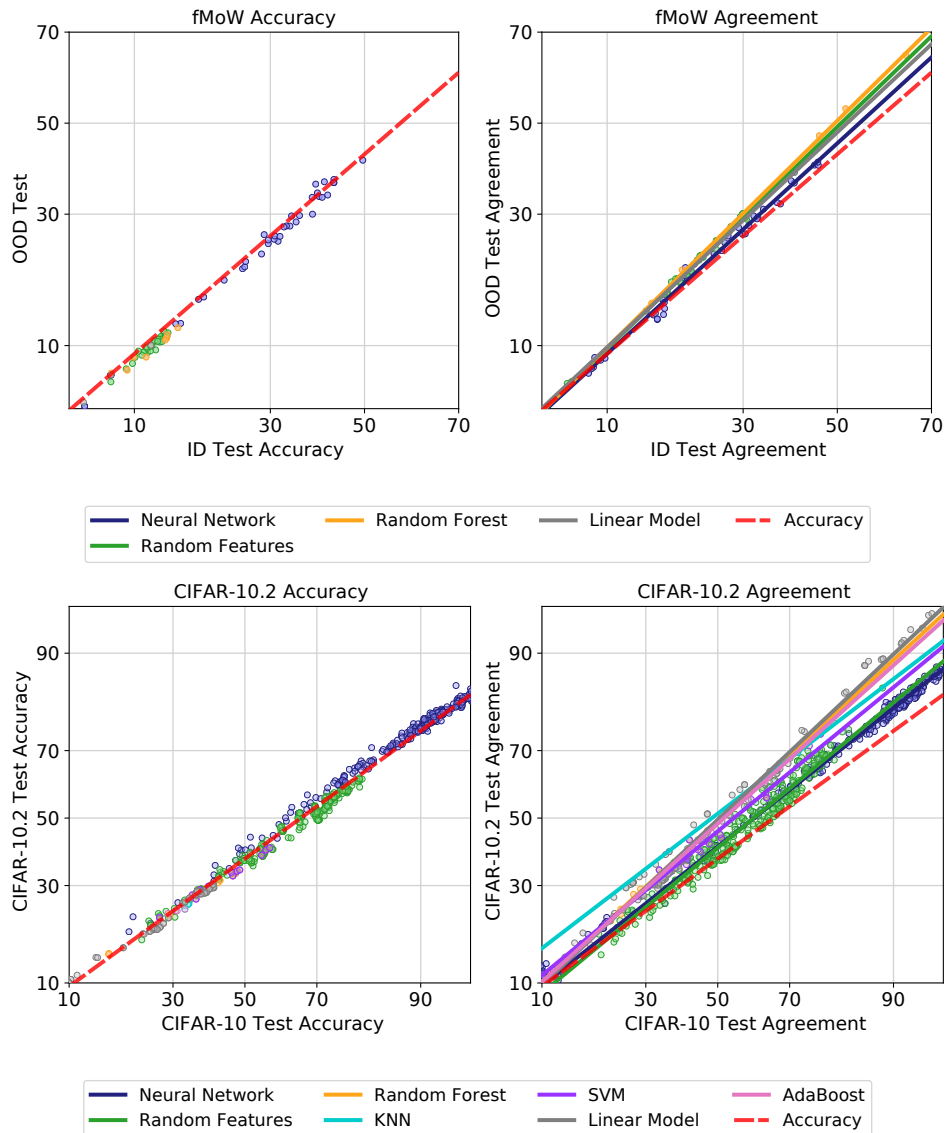 fMoW Accuracy
fMoW Agreement
70
50
30
10
OOD Test
10
30
50
70
ID Test Accuracy
70
50
30
10
OOD Test Agreement
10
30
50
70
ID Test Agreement
Neural Network
Random Forest
Linear Model
Accuracy
Random Features
CIFAR-10.2 Accuracy
CIFAR-10.2 Agreement
90
70
50
30
10
CIFAR-10.2 Test Accuracy
10
30
50
70
90
CIFAR-10 Test Accuracy
90
70
50
30
10
CIFAR-10.2 Test Agreement
10
30
50
70
90
CIFAR-10 Test Agreement
Neural Network
Random Forest
SVM
AdaBoost
Random Features
KNN
Linear Model
Accuracy